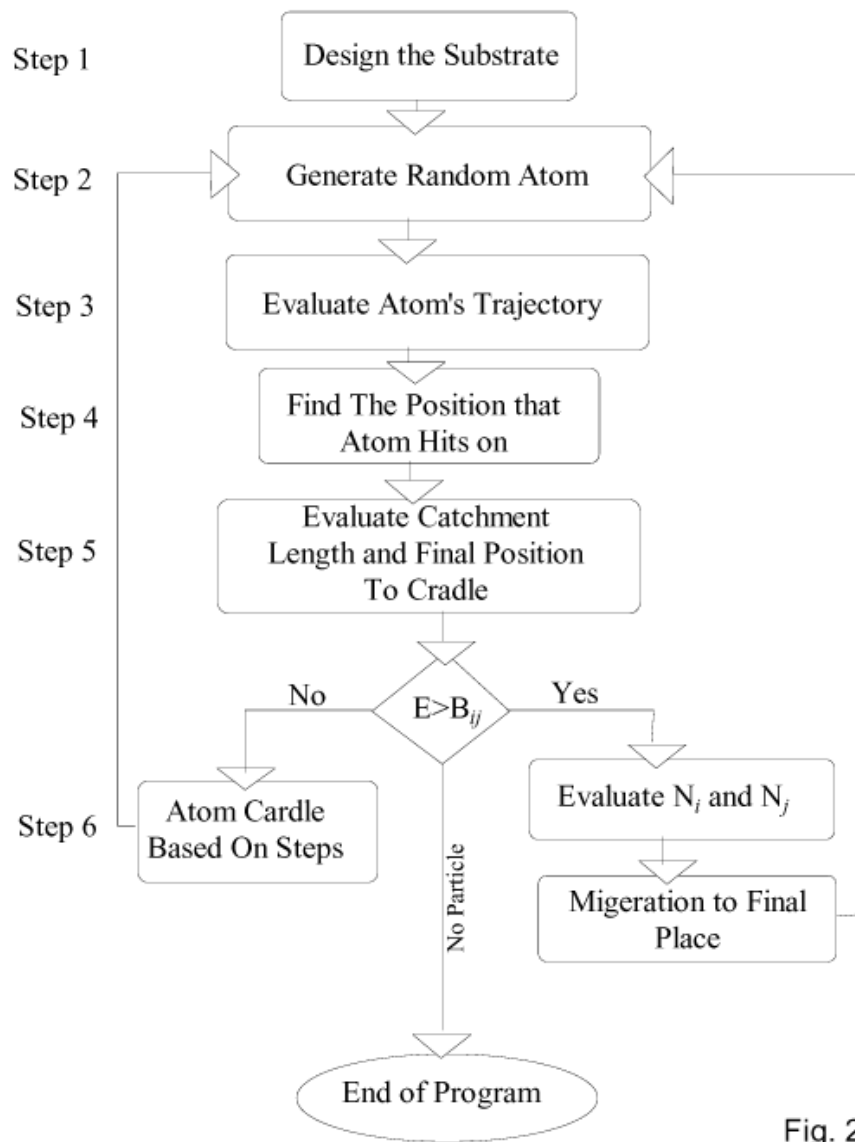 Step 1
Design the Substrate
Step 2
Generate Random Atom
Step 3
Evaluate Atom's Trajectory
Step 4
Find The Position that
Atom Hits on
Step 5
Evaluate Catchment
Length and Final Position
To Cradle
No
E>Bij
Yes
Step 6
Atom Cardle
Based On Steps
Evaluate Ni and Nj
Migeration to Final
Place
No Particle
End of Program
Fig. 2